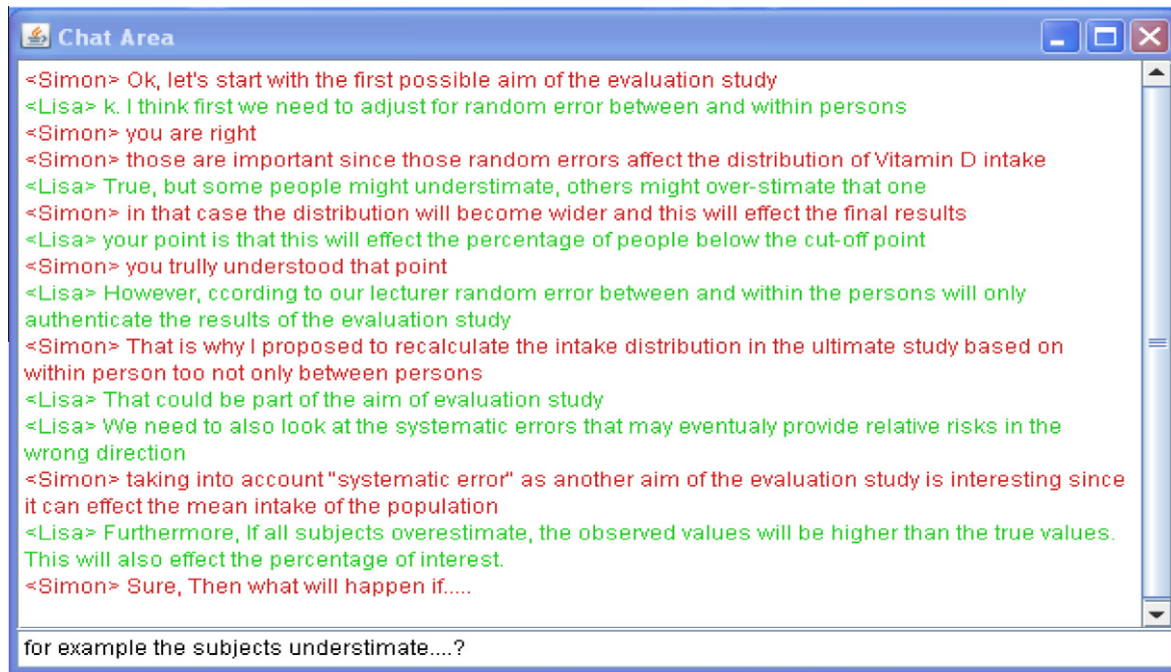 Chat Area
<Simon> Ok, let's start with the first possible aim of the evaluation study
<Lisa> k. I think first we need to adjust for random error between and within persons
<Simon> you are right
<Simon> those are important since those random errors affect the distribution of Vitamin D intake
<Lisa> True, but some people might understimate, others might over-stimate that one
<Simon> in that case the distribution will become wider and this will effect the final results
<Lisa> your point is that this will effect the percentage of people below the cut-off point
<Simon> you trully understood that point
<Lisa> However, ccording to our lecturer random error between and within the persons will only
authenticate the results of the evaluation study
<Simon> That is why I proposed to recalculate the intake distribution in the ultimate study based on
within person too not only between persons
<Lisa> That could be part of the aim of evaluation study
<Lisa> We need to also look at the systematic errors that may eventualy provide relative risks in the
wrong direction
<Simon> taking into account "systematic error" as another aim of the evaluation study is interesting since
it can effect the mean intake of the population
<Lisa> Furthermore, If all subjects overestimate, the observed values will be higher than the true values.
This will also effect the percentage of interest.
<Simon> Sure, Then what will happen if.....
for example the subjects understimate....?